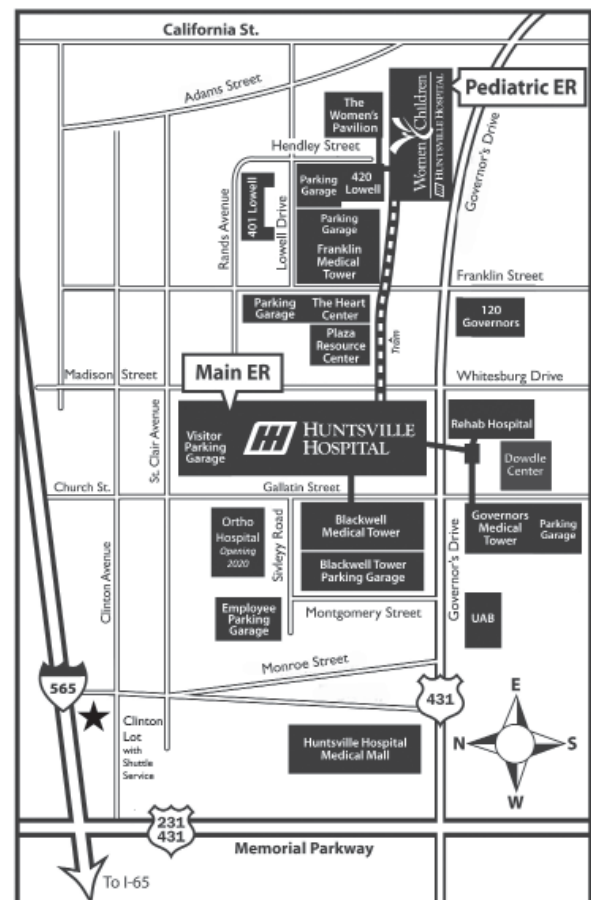 California St.
Adams Street
Pediatric ER
The
Women's
Pavilion
Women & Children
HUNTSVILLE HOSPITAL
Governor's Drive
Hendley Street
Parking
Garage
420
Lowell
401 Lowell
Rands Avenue
Lowell Drive
Parking
Garage
Franklin
Medical
Tower
Franklin Street
Parking
Garage
The Heart
Center
120
Governors
Plaza
Resource
Center
Tram
Madison Street
Main ER
Whitesburg Drive
St. Clair Avenue
Visitor
Parking
Garage
HUNTSVILLE
HOSPITAL
Rehab Hospital
Dowdle
Center
Church St.
Gallatin Street
Ortho
Hospital
Opening
2020
Sivleyy Road
Blackwell
Medical Tower
Governors
Medical
Tower
Parking
Garage
Blackwell Tower
Parking Garage
Clinton Avenue
Governor's Drive
Employee
Parking
Garage
Montgomery Street
UAB
Monroe Street
565
431
Clinton
Lot
with
Shuttle
Service
Huntsville Hospital
Medical Mall
E
N
S
W
231
431
Memorial Parkway
To I-65